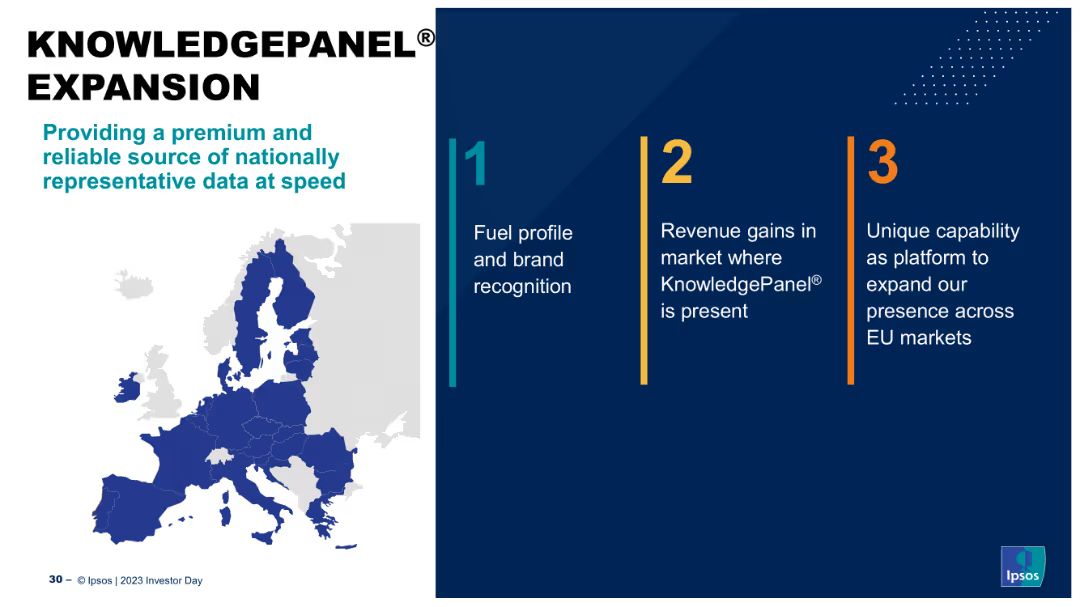 KNOWLEDGEPANEL®
EXPANSION
Providing a premium and
reliable source of nationally
representative data at speed
1
Fuel profile
and brand
recognition
2
Revenue gains in
market where
KnowledgePanel®
is present
3
Unique capability
as platform to
expand our
presence across
EU markets
30 – © Ipsos | 2023 Investor Day
Ipsos